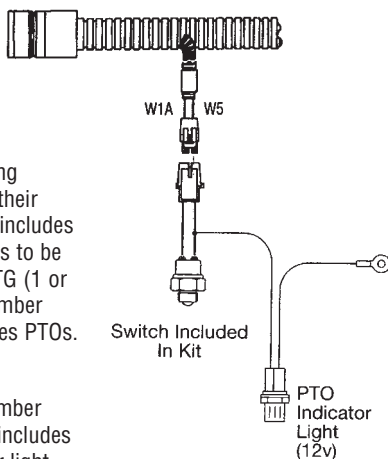 W1A W5
ng
their
includes
s to be
TG (1 or
mber
es PTOs.
Switch Included
In Kit
mber
includes
r light
PTO
Indicator
Light
(12v)